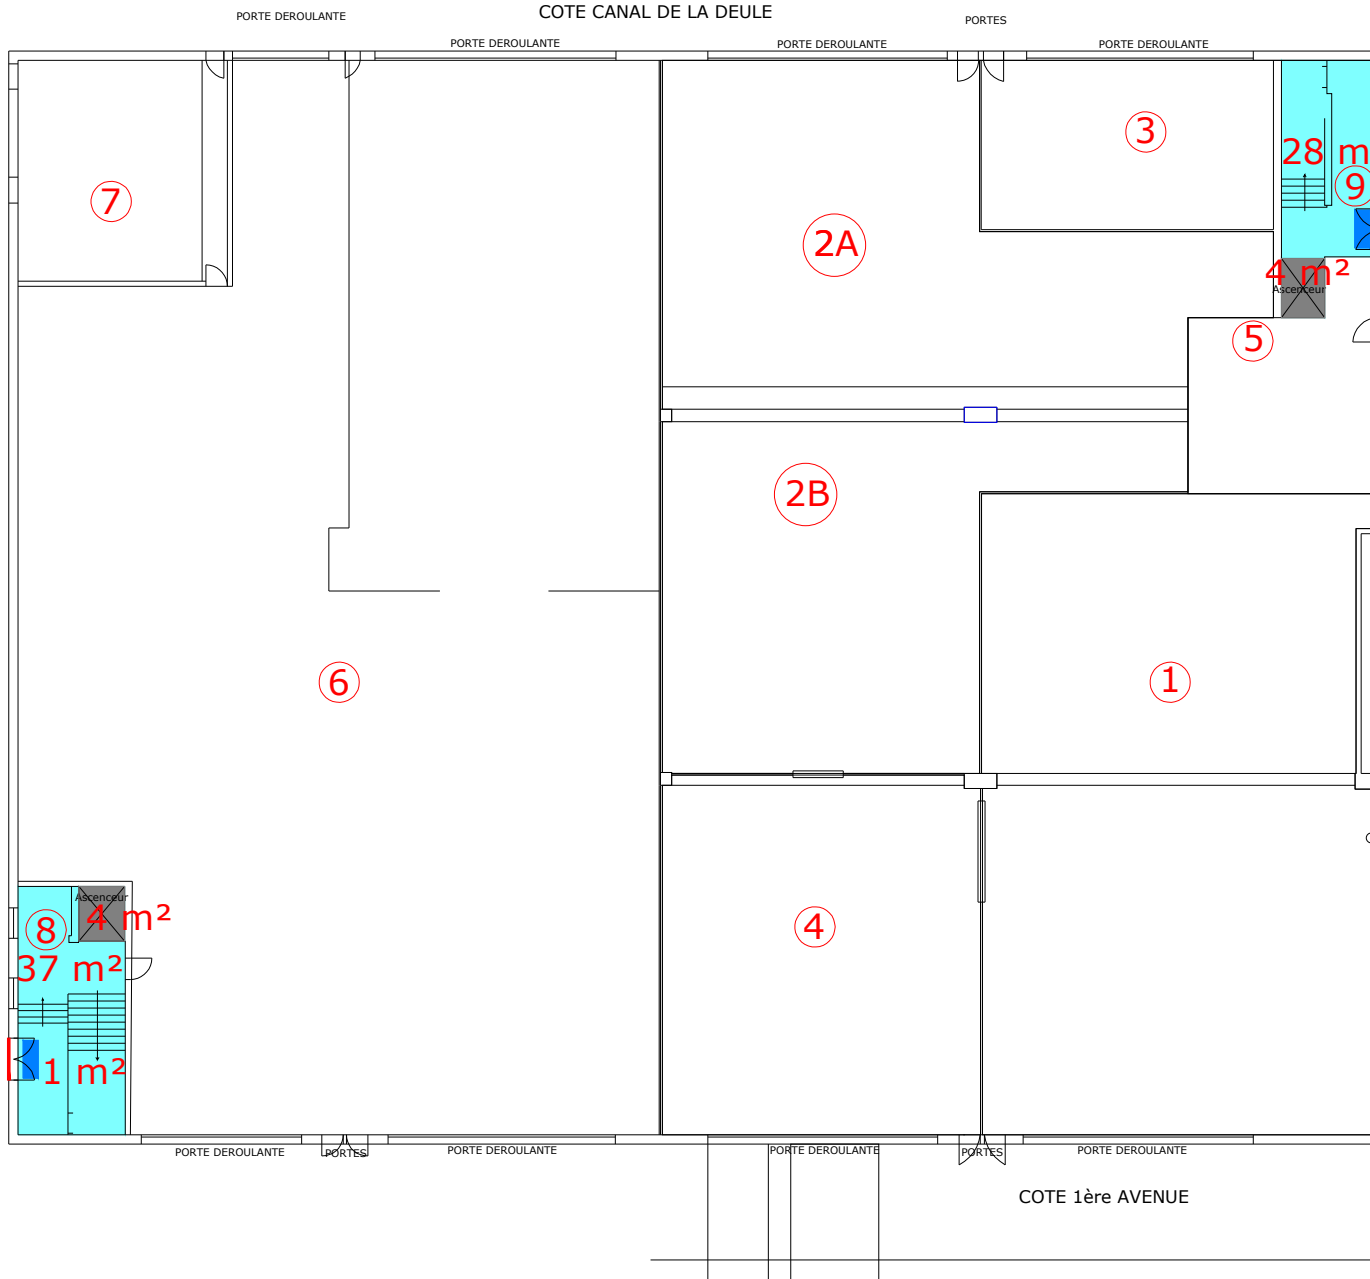 COTE CANAL DE LA DEULE
PORTE DEROULANTE
PORTES
PORTE DEROULANTE
PORTE DEROULANTE
PORTE DEROULANTE
3
28 m
9
7
2A
4 m²
Ascenceur
5
2B
6
1
Ascenceur
4 m²
8
4
37 m²
1 m²
PORTE DEROULANTE
PORTES
PORTE DEROULANTE
PORTE DEROULANTE
PORTES
PORTE DEROULANTE
COTE 1ère AVENUE